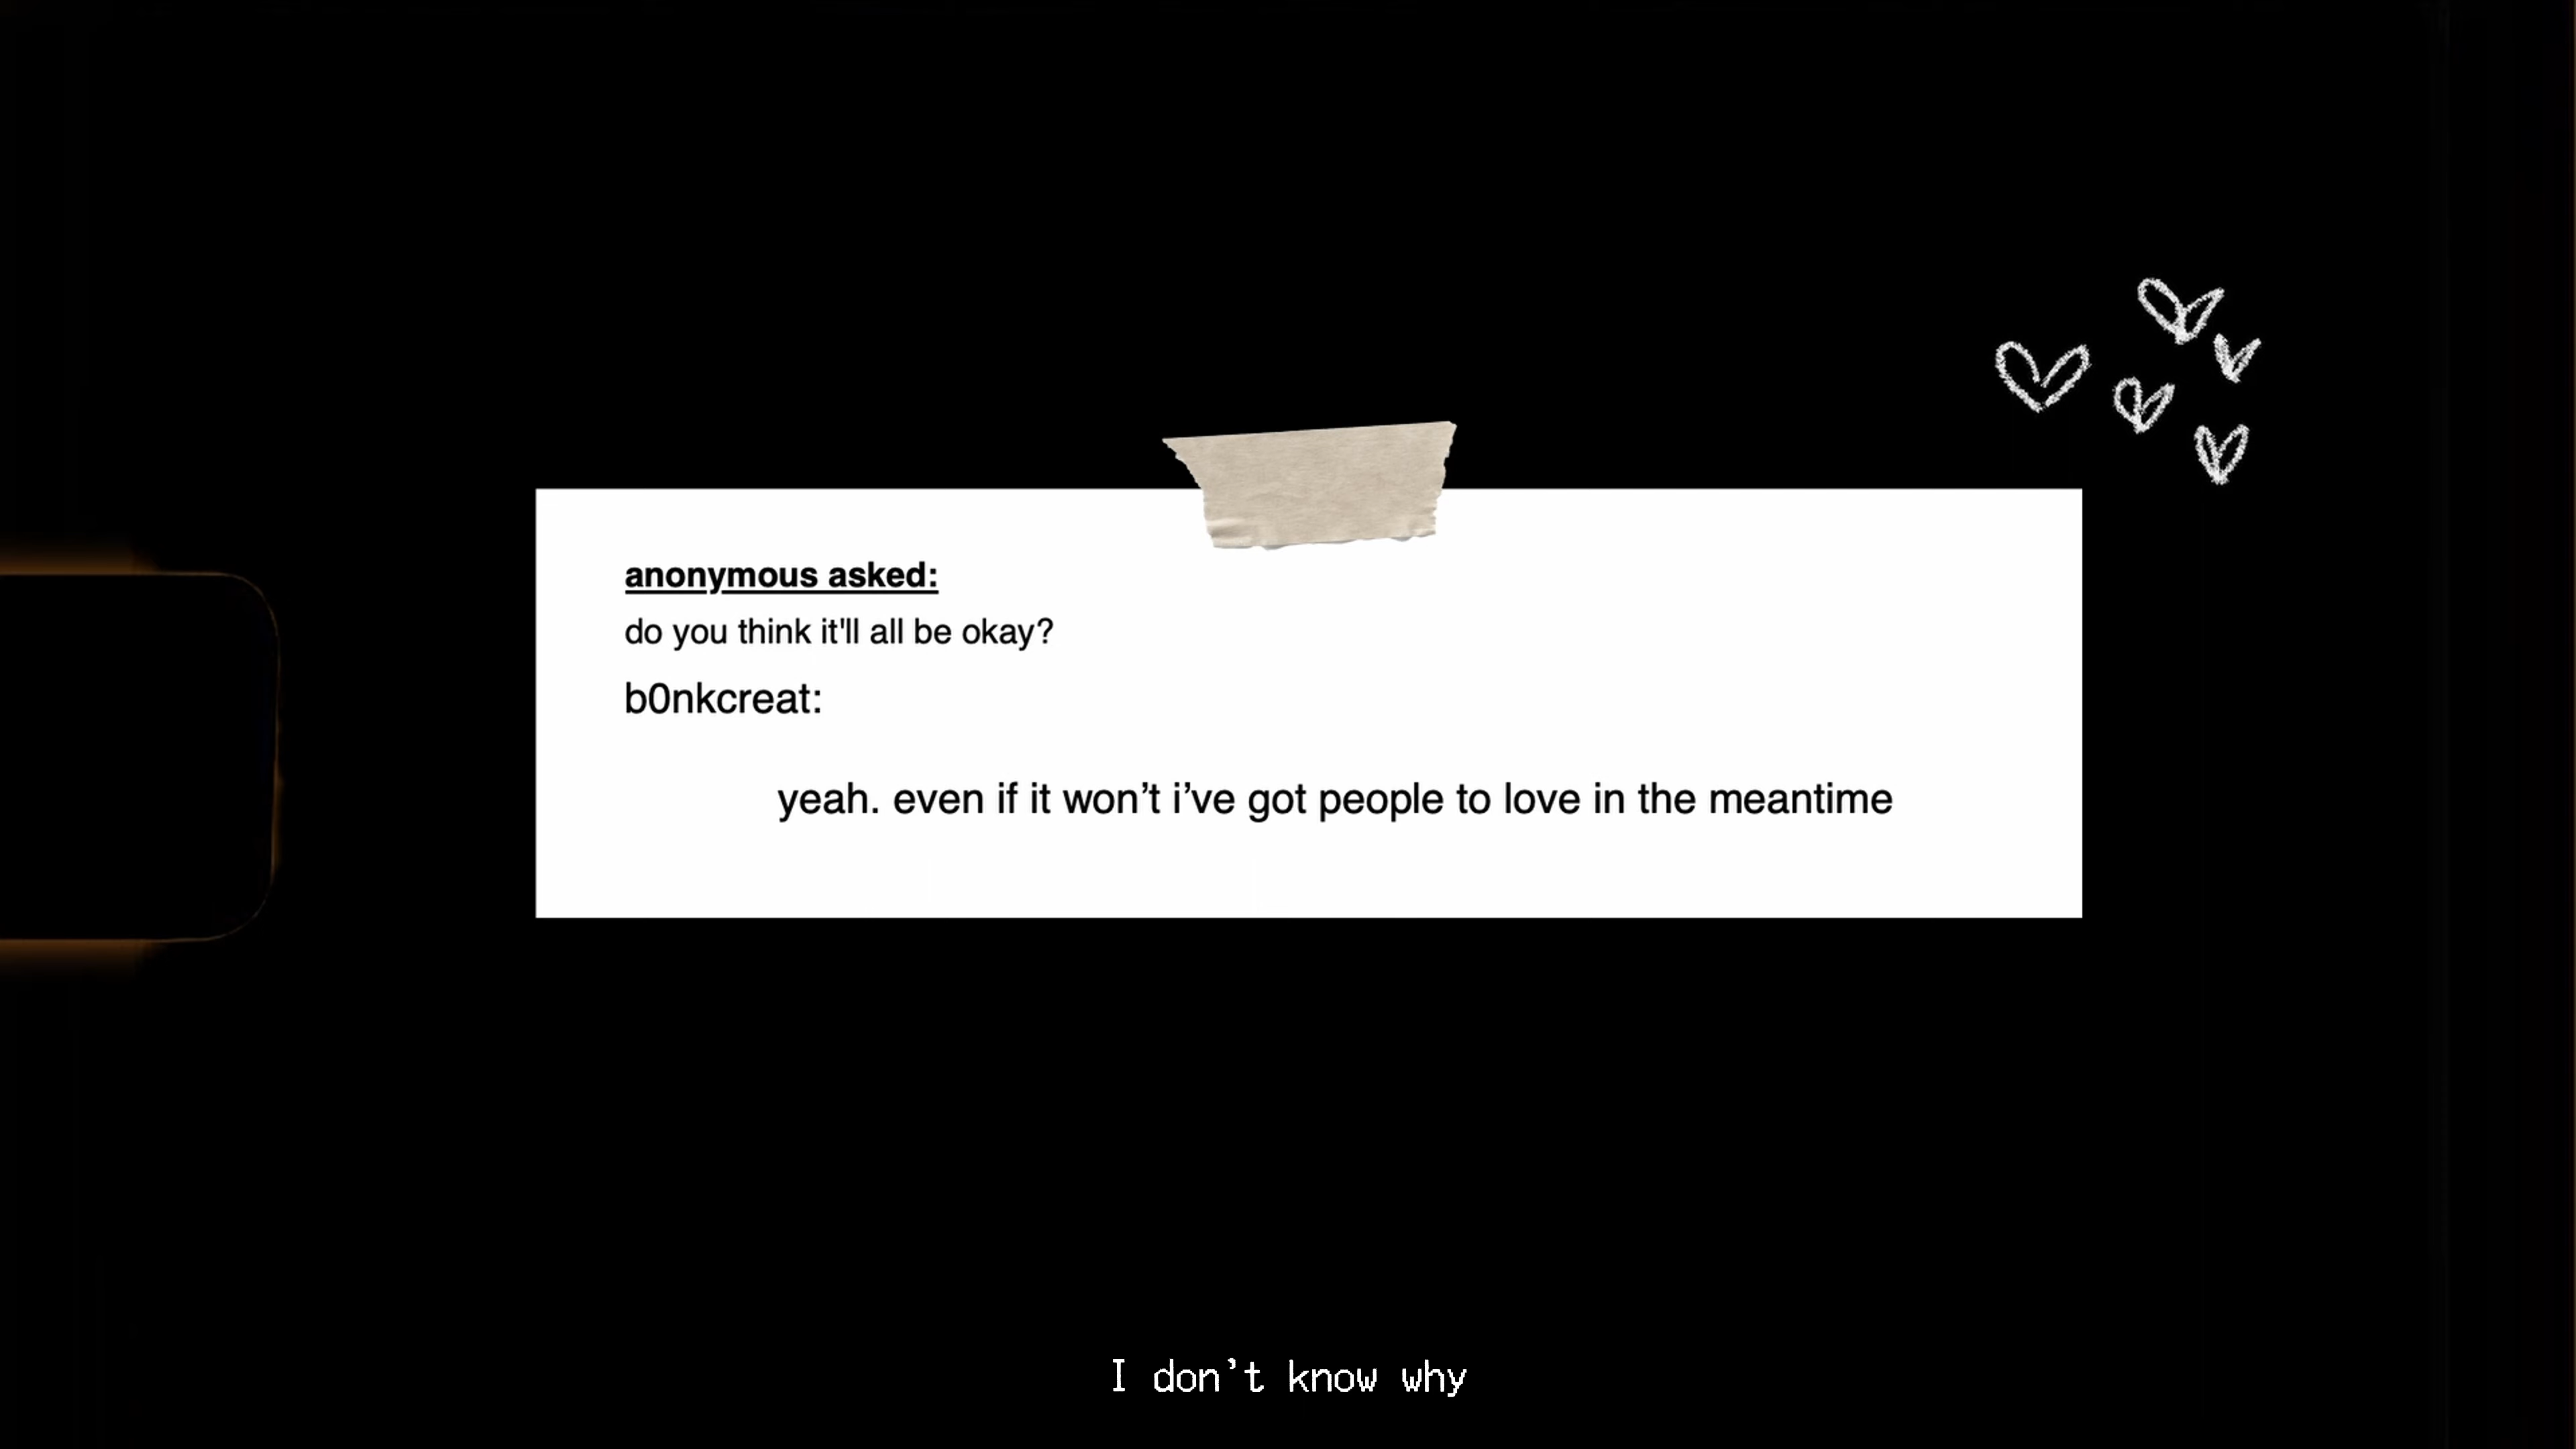 anonymous asked:
do you think it'll all be okay?
b0nkcreat:
yeah. even if it won’t i’ve got people to love in the meantime
I don’t know why